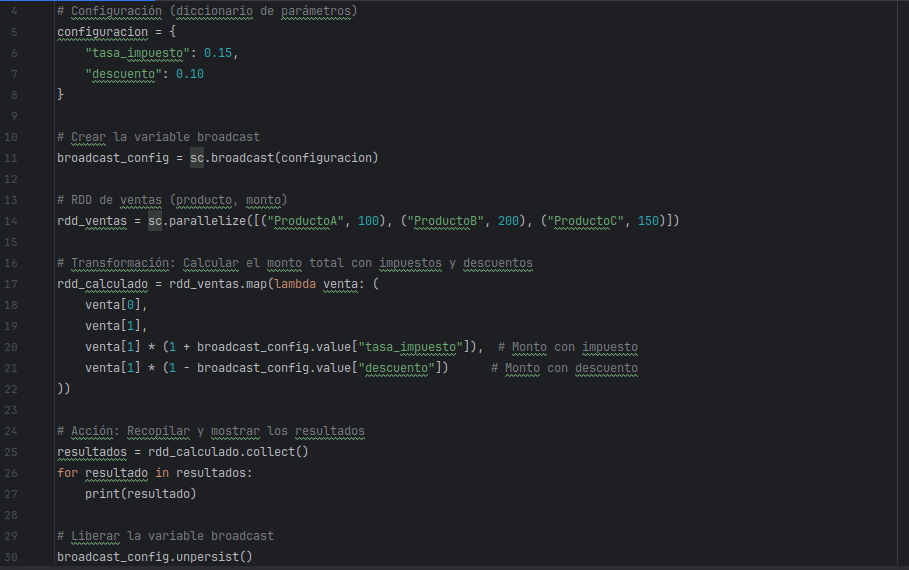 4 # Configuración (diccionario de parámetros)
5 configuracion = {
6 "tasa_impuesto": 0.15,
7 "descuento": 0.10
8 }
9
10 # Crear la variable broadcast
11 broadcast_config = sc.broadcast(configuracion)
12
13 # RDD de ventas (producto, monto)
14 rdd_ventas = sc.parallelize([("ProductoA", 100), ("ProductoB", 200), ("ProductoC", 150)])
15
16 # Transformación: Calcular el monto total con impuestos y descuentos
17 rdd_calculado = rdd_ventas.map(lambda venta: (
18 venta[0],
19 venta[1],
20 venta[1] * (1 + broadcast_config.value["tasa_impuesto"]), # Monto con impuesto
21 venta[1] * (1 - broadcast_config.value["descuento"]) # Monto con descuento
22 ))
23
24 # Acción: Recopilar y mostrar los resultados
25 resultados = rdd_calculado.collect()
26 for resultado in resultados:
27 print(resultado)
28
29 # Liberar la variable broadcast
30 broadcast_config.unpersist()